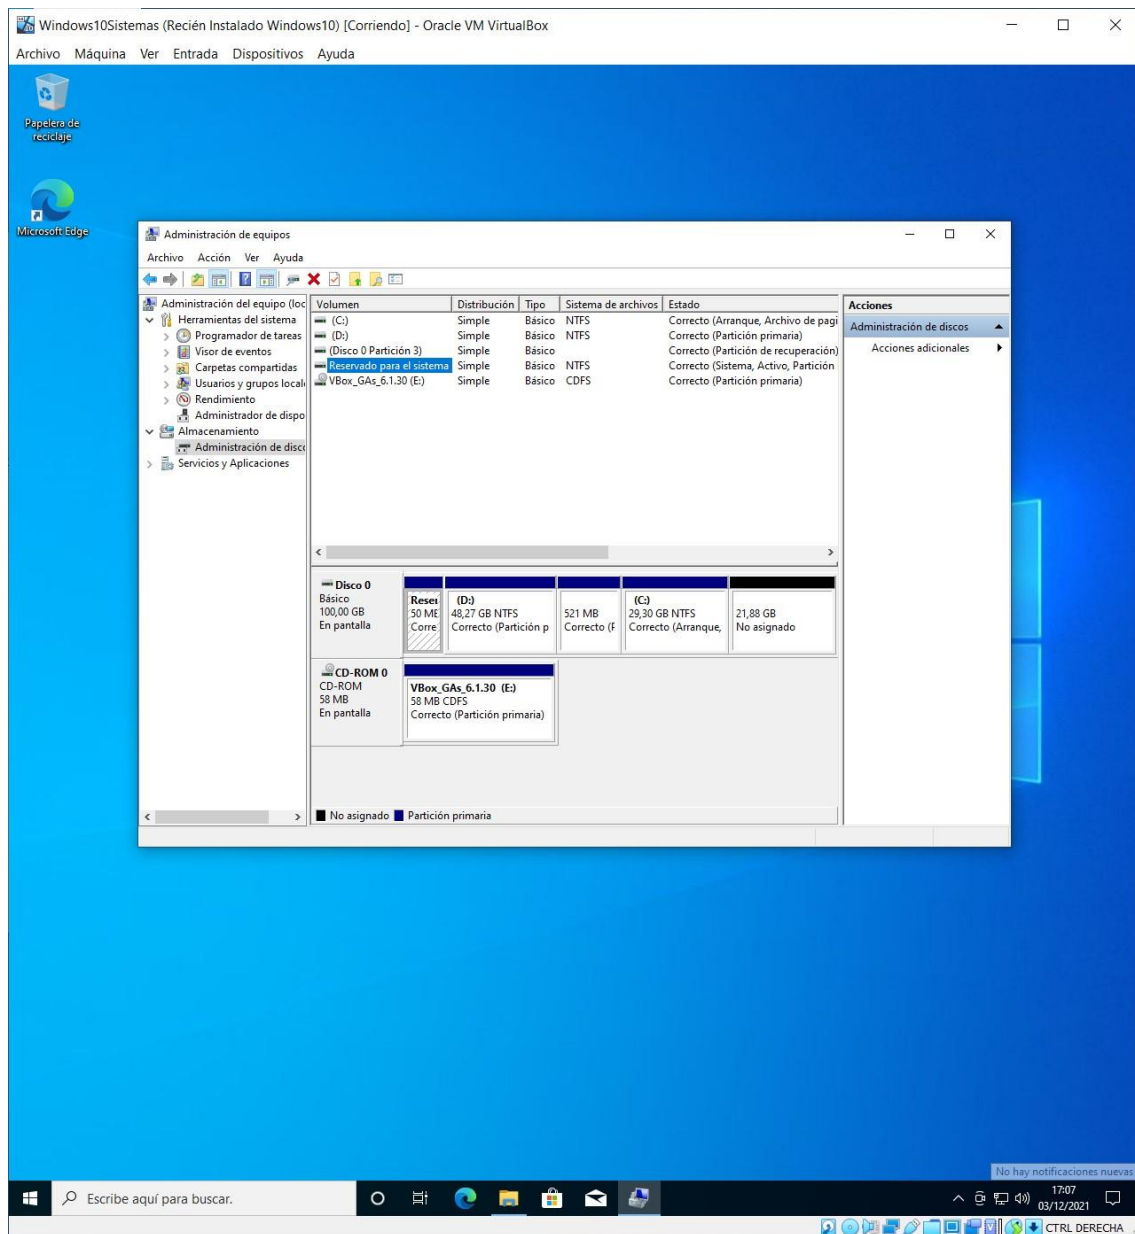 Windows10Sistemas (Recién Instalado Windows10) [Corriendo] - Oracle VM VirtualBox
Archivo Máquina Ver Entrada Dispositivos Ayuda
Papelera de
reciclaje
Microsoft Edge
Administración de equipos
Archivo Acción Ver Ayuda
Administración del equipo (loc
Herramientas del sistema
Programador de tareas
Visor de eventos
Carpetas compartidas
Usuarios y grupos locale
Rendimiento
Administrador de dispo
Almacenamiento
Administración de disco
Servicios y Aplicaciones
Volumen Distribución Tipo Sistema de archivos Estado
(C:) Simple Básico NTFS Correcto (Arranque, Archivo de pagi
(D:) Simple Básico NTFS Correcto (Partición primaria)
(Disco 0 Partición 3) Simple Básico Correcto (Partición de recuperación)
Reservado para el sistema Simple Básico NTFS Correcto (Sistema, Activo, Partición
VBox_GAs_6.1.30 (E:) Simple Básico CDFS Correcto (Partición primaria)
Acciones
Administración de discos
Acciones adicionales
Disco 0
Básico
100,00 GB
En pantalla
Reser
50 ME
Corre
(D:)
48,27 GB NTFS
Correcto (Partición p
521 MB
Correcto (F
(C:)
29,30 GB NTFS
Correcto (Arranque,
21,88 GB
No asignado
CD-ROM 0
CD-ROM
58 MB
En pantalla
VBox_GAs_6.1.30 (E:)
58 MB CDFS
Correcto (Partición primaria)
No asignado Partición primaria
No hay notificaciones nuevas
Escribe aquí para buscar.
17:07
03/12/2021
CTRL DERECHA